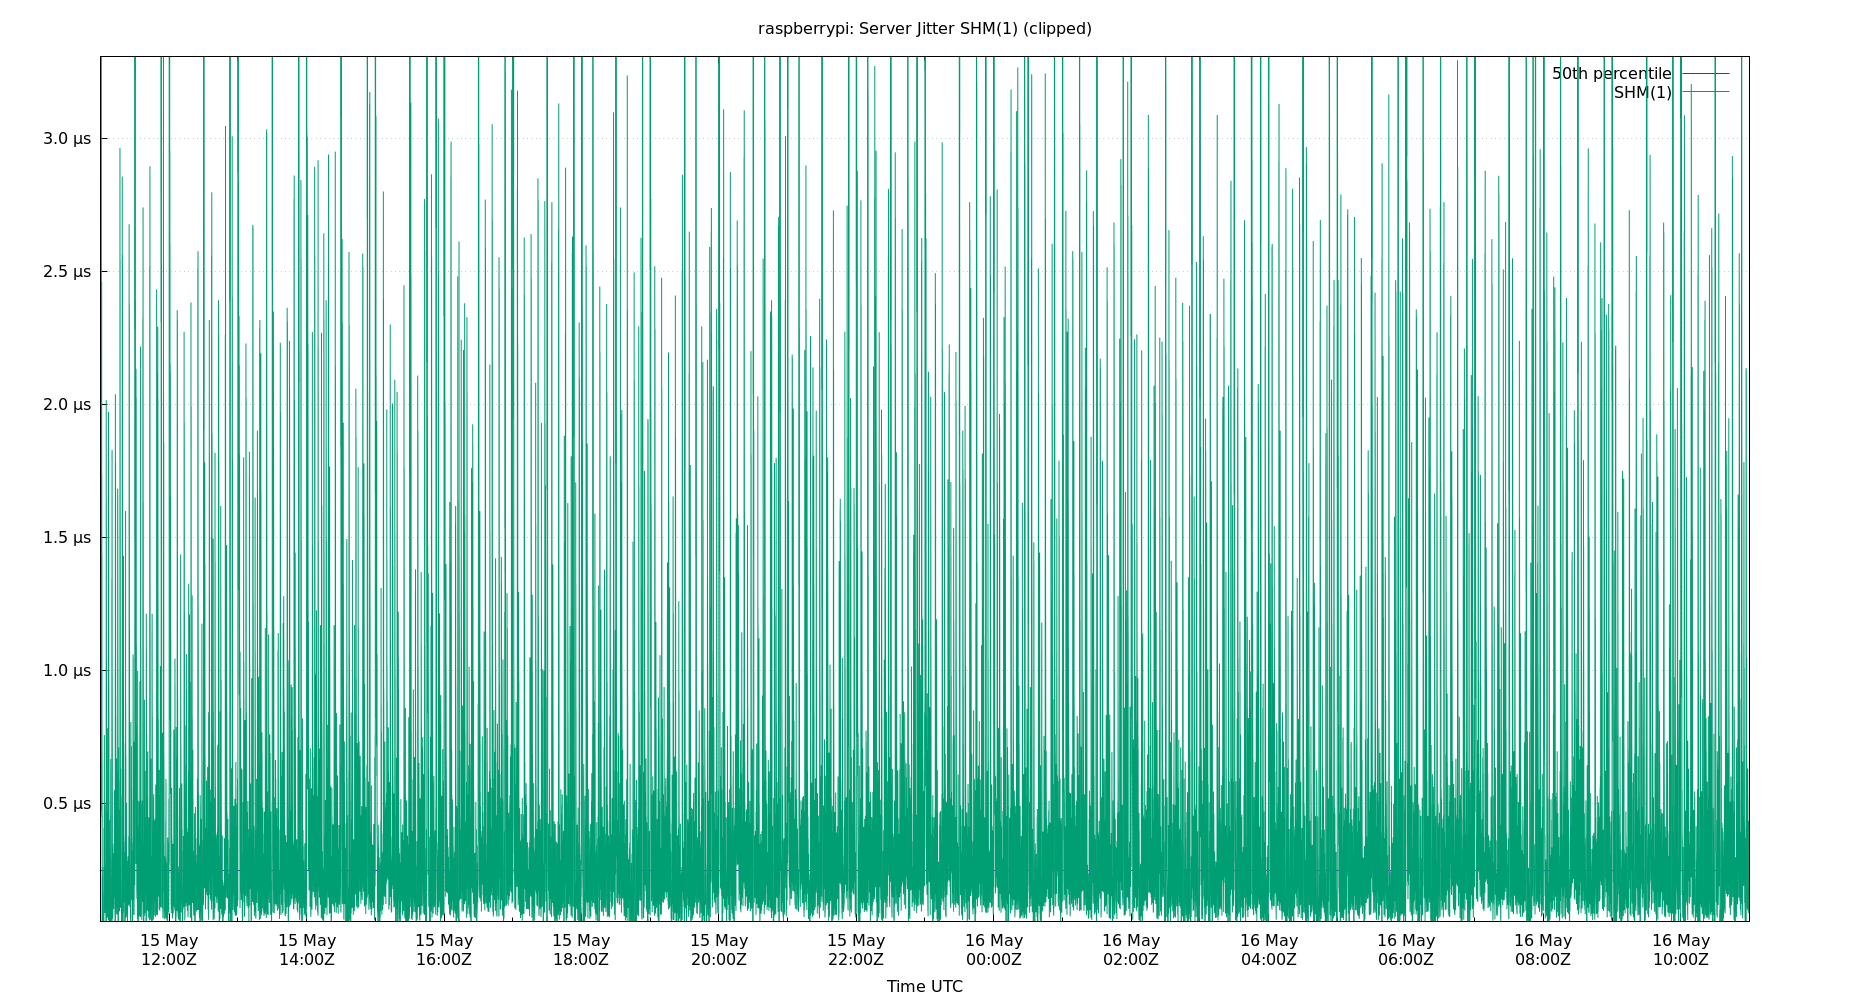 raspberrypi: Server Jitter SHM(1) (clipped)
50th percentile
SHM(1)
3.0 µs
2.5 µs
2.0 µs
1.5 µs
1.0 µs
0.5 µs
15 May 15 May 15 May 15 May 15 May 15 May 16 May 16 May 16 May 16 May 16 May 16 May
12:00Z 14:00Z 16:00Z 18:00Z 20:00Z 22:00Z 00:00Z 02:00Z 04:00Z 06:00Z 08:00Z 10:00Z
Time UTC